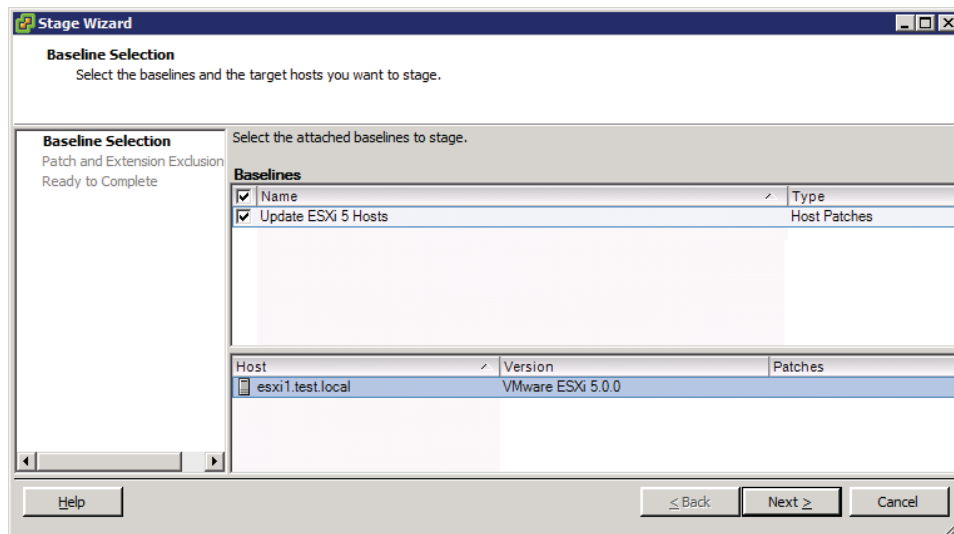 Stage Wizard
Baseline Selection
Select the baselines and the target hosts you want to stage.
Baseline Selection
Patch and Extension Exclusion
Ready to Complete
Select the attached baselines to stage.
Baselines
Name Type
Update ESXi 5 Hosts Host Patches
Host Version Patches
esxi1.test.local VMware ESXi 5.0.0
Help < Back Next > Cancel